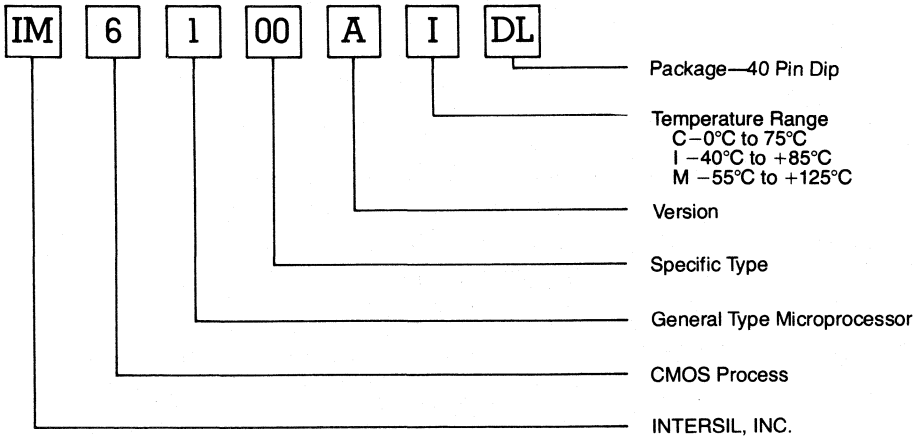 IM 6 1 00 A I DL
Package—40 Pin Dip
Temperature Range
C–0°C to 75°C
I –40°C to +85°C
M –55°C to +125°C
Version
Specific Type
General Type Microprocessor
CMOS Process
INTERSIL, INC.